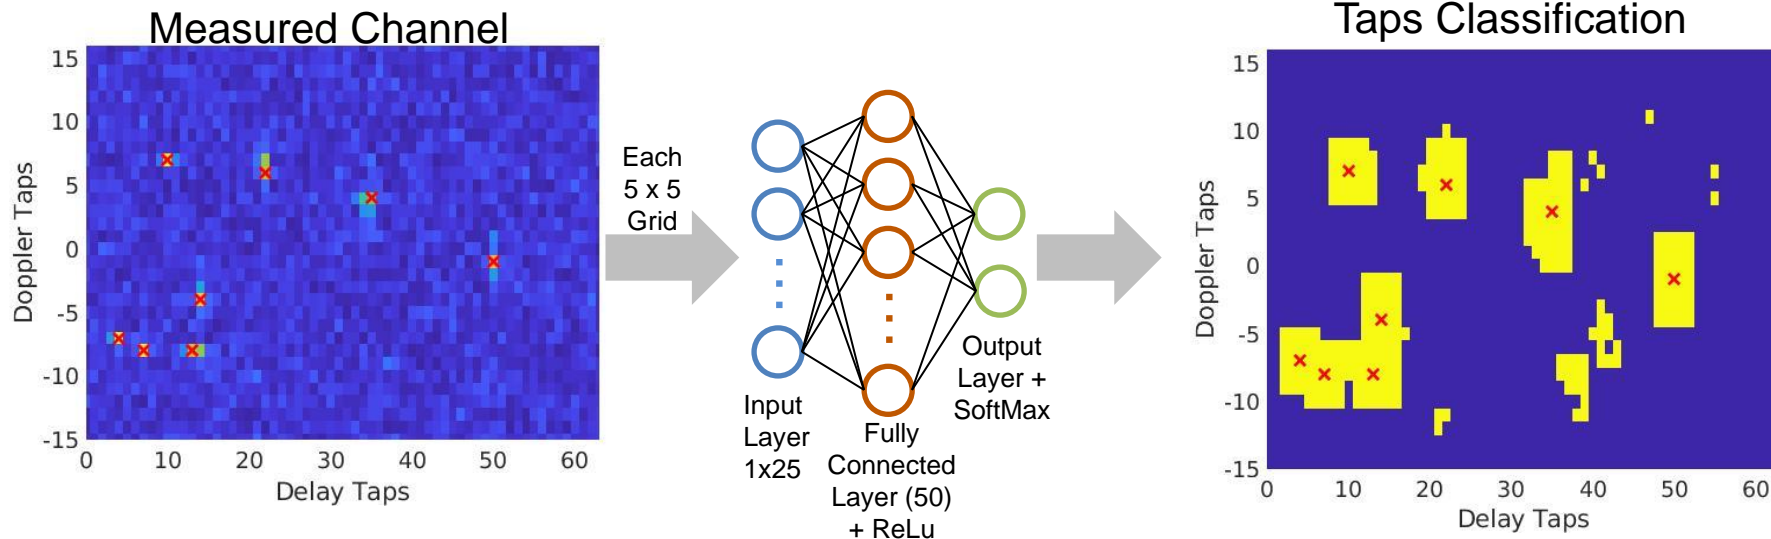 Measured Channel
15
10
5
0
-5
-10
-15
0
10
20
30
40
50
60
Doppler Taps
Delay Taps
Each
5 x 5
Grid
Input
Layer
1x25
Fully
Connected
Layer (50)
+ ReLu
Output
Layer +
SoftMax
Taps Classification
15
10
5
0
-5
-10
-15
0
10
20
30
40
50
60
Doppler Taps
Delay Taps